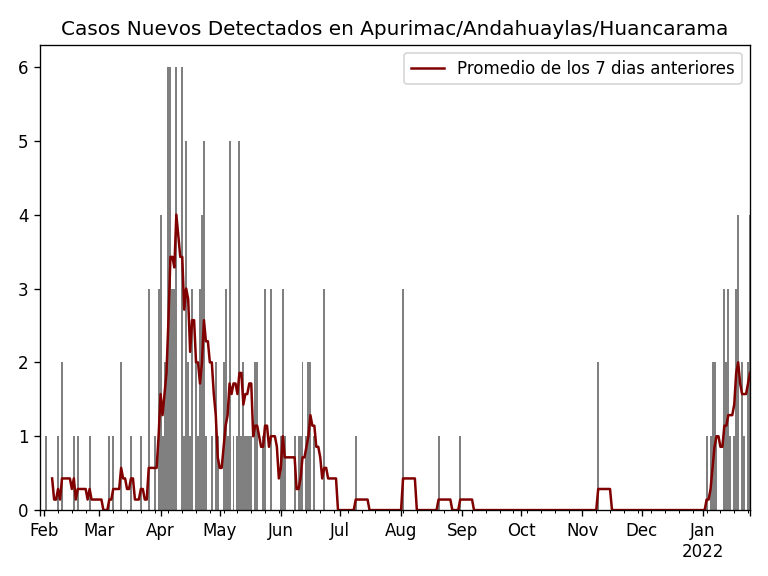 Casos Nuevos Detectados en Apurimac/Andahuaylas/Huancarama
Promedio de los 7 dias anteriores
6
5
4
3
2
1
0
Feb Mar Apr May Jun Jul Aug Sep Oct Nov Dec Jan
2022